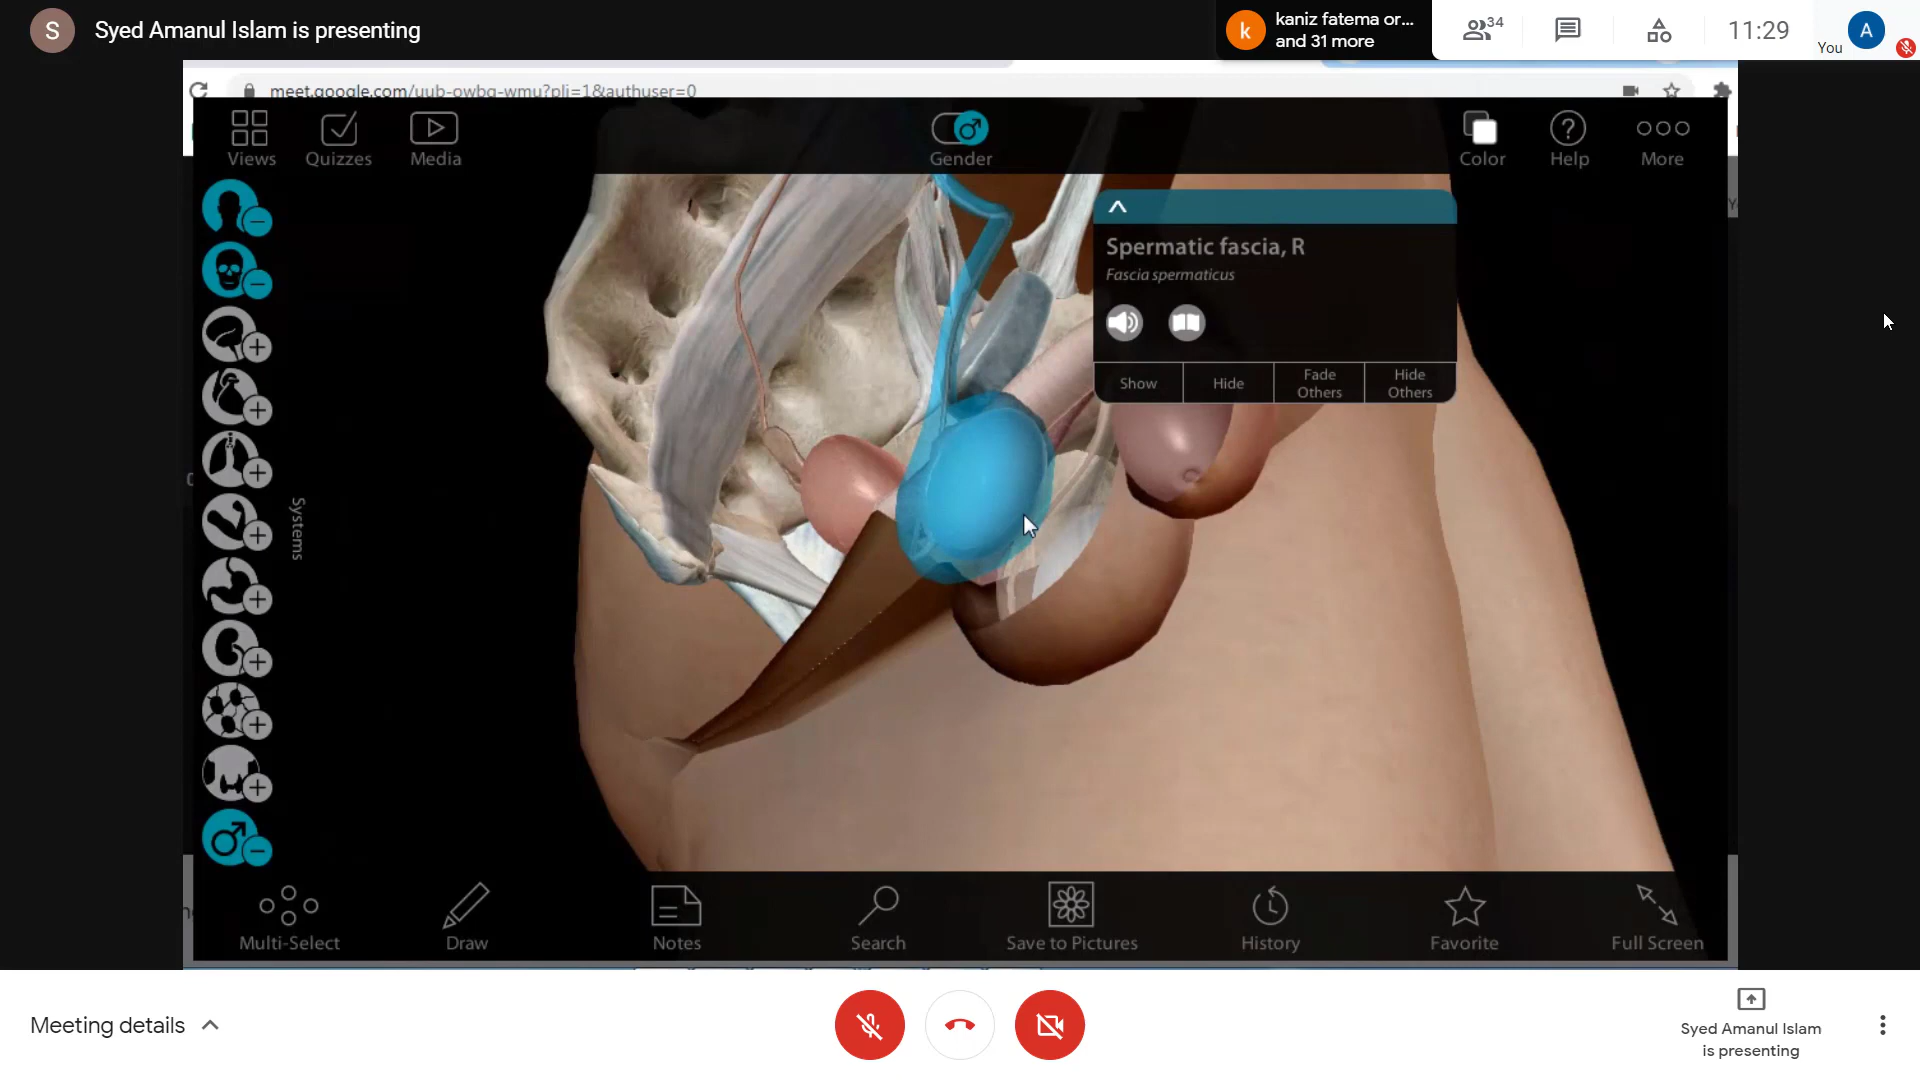 S
Syed Amanul Islam is presenting
k
kaniz fatema or...
and 31 more
34
11:29
You
A
meet.google.com/uub-owbg-wmu?pli=1&authuser=0
Views
Quizzes
Media
Gender
Color
Help
More
Spermatic fascia, R
Fascia spermaticus
Show
Hide
Fade
Others
Hide
Others
Systems
Multi-Select
Draw
Notes
Search
Save to Pictures
History
Favorite
Full Screen
Meeting details
Syed Amanul Islam
is presenting